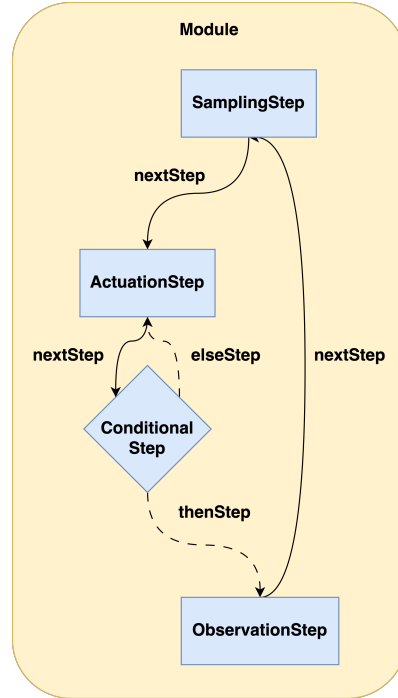 Module
SamplingStep
nextStep
ActuationStep
nextStep
elseStep
nextStep
Conditional
Step
thenStep
ObservationStep